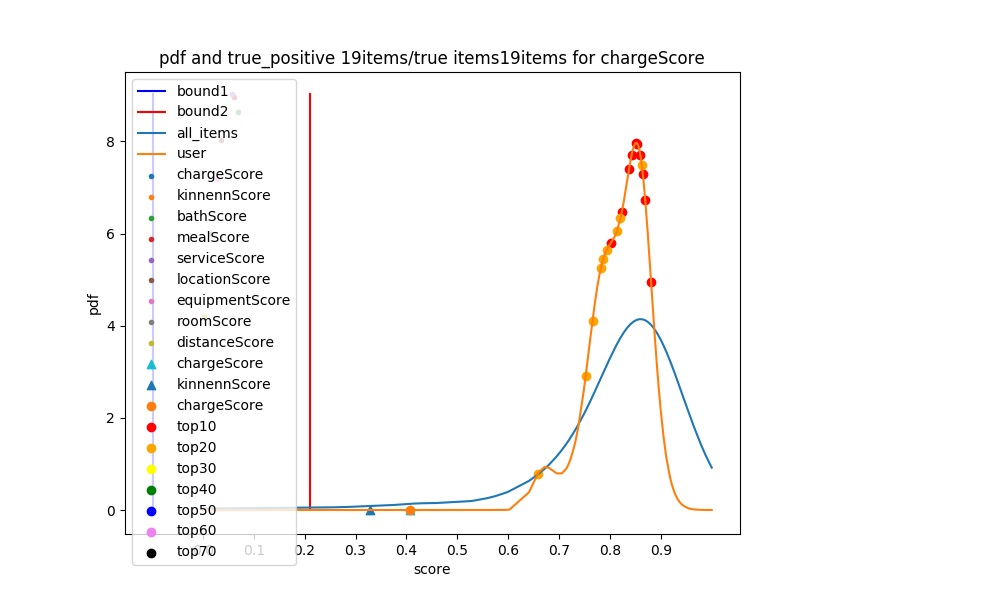 pdf and true_positive 19items/true items19items for chargeScore
bound1
bound2
all_items
user
chargeScore
kinnennScore
bathScore
mealScore
serviceScore
locationScore
equipmentScore
roomScore
distanceScore
chargeScore
kinnennScore
chargeScore
top10
top20
top30
top40
top50
top60
top70
8
6
4
2
0
pdf
0.0 0.1 0.2 0.3 0.4 0.5 0.6 0.7 0.8 0.9
score